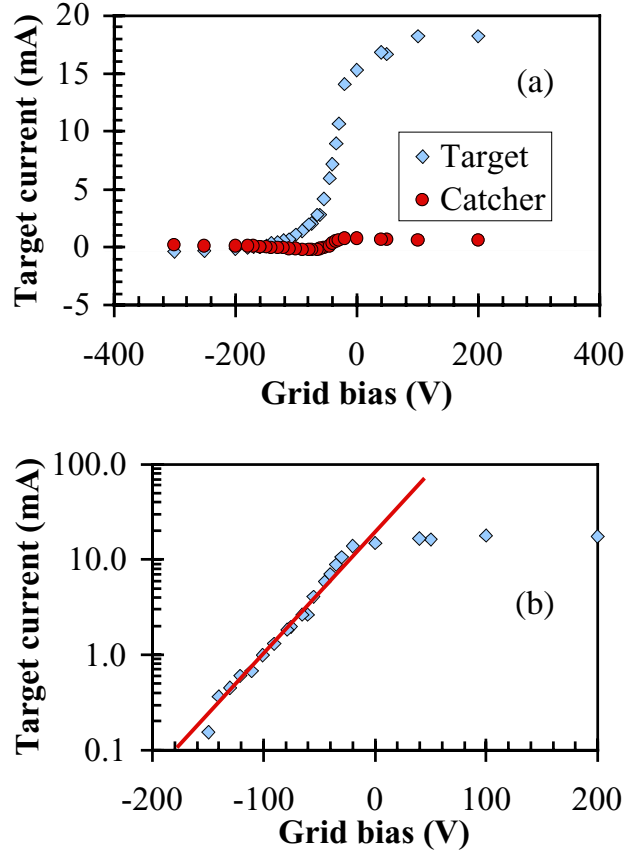 20
15
10
5
0
-5
Target current (mA)
(a)
Target
Catcher
-400 -200 0 200 400
Grid bias (V)
100.0
10.0
1.0
0.1
Target current (mA)
(b)
-200 -100 0 100 200
Grid bias (V)